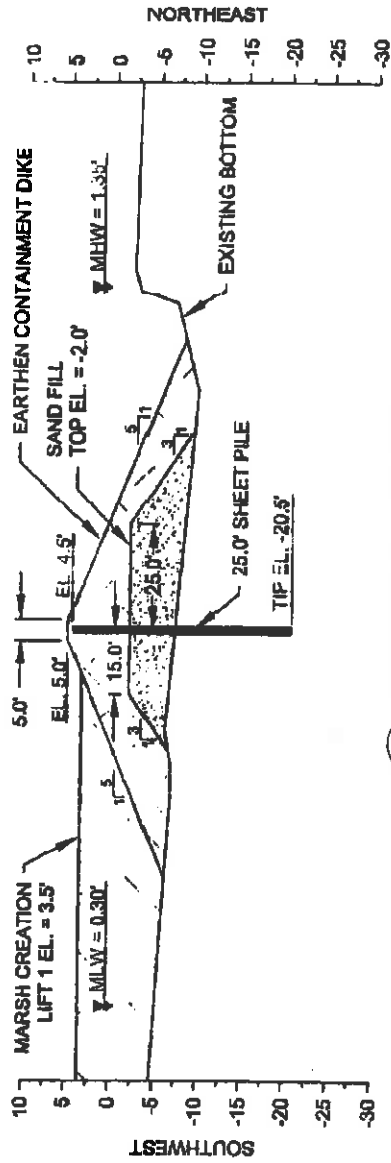 SOUTHWEST
10
5
0
-5
-10
-15
-20
-25
-30
MARSH CREATION
LIFT 1 EL. = 3.5'
MLW = 0.30'
5.0'
EL. 5.0'
EL. 4.5'
EARTHEN CONTAINMENT DIKE
SAND FILL
TOP EL. = -2.0'
MHW = 1.35'
15.0'
25.0'
5
1
3
1
5
1
3
1
EXISTING BOTTOM
25.0' SHEET PILE
TIP EL. -20.5'
NORTHEAST
10
5
0
-5
-10
-15
-20
-25
-30